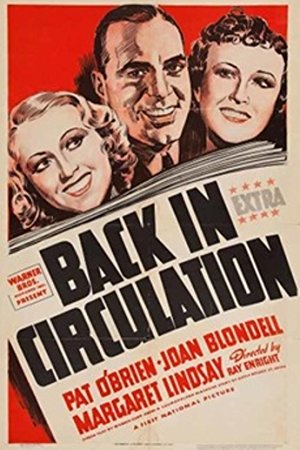 EXTRA
WARNER
BROS.
PRESENT
BACK IN
CIRCULATION
PAT O'BRIEN·JOAN BLONDELL
MARGARET LINDSAY
Directed by
RAY ENRIGHT
A FIRST NATIONAL PICTURE